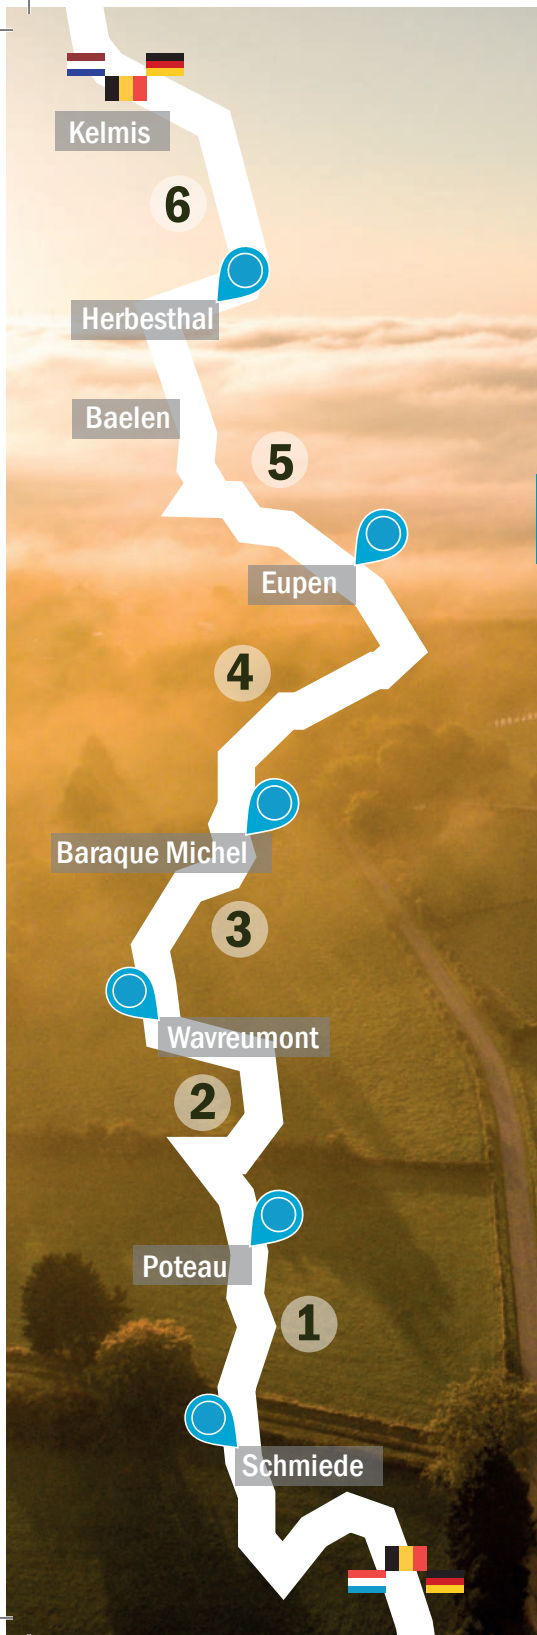 Kelmis
6
Herbesthal
Baelen
5
Eupen
4
Baraque Michel
3
Wavreumont
2
Poteau
1
Schmiede